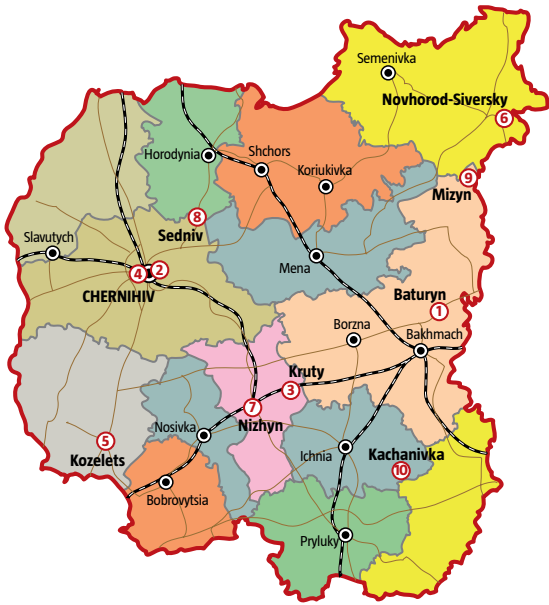 Semenivka
Novhorod-Siversky
6
Horodynia
Shchors
Koriukivka
9
Mizyn
8
Sedniv
Slavutych
Mena
4
2
CHERNIHIV
Baturyn
1
Borzna
Bakhmach
Kruty
3
7
Nizhyn
Nosivka
5
Kozelets
Ichnia
Kachanivka
10
Bobrovytsia
Pryluky